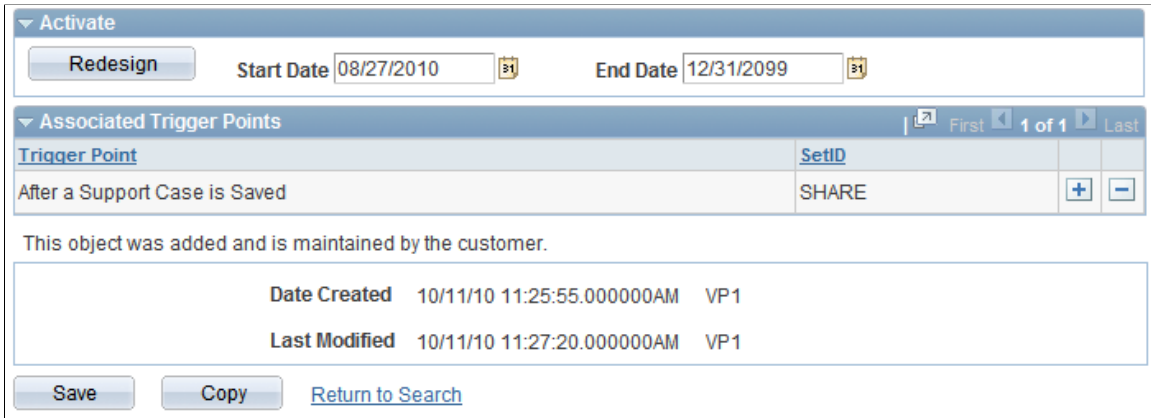 Activate
Redesign Start Date 08/27/2010 31 End Date 12/31/2099 31
Associated Trigger Points | First 1 of 1 Last
Trigger Point SetID
After a Support Case is Saved SHARE + −
This object was added and is maintained by the customer.
Date Created 10/11/10 11:25:55.000000AM VP1
Last Modified 10/11/10 11:27:20.000000AM VP1
Save Copy Return to Search